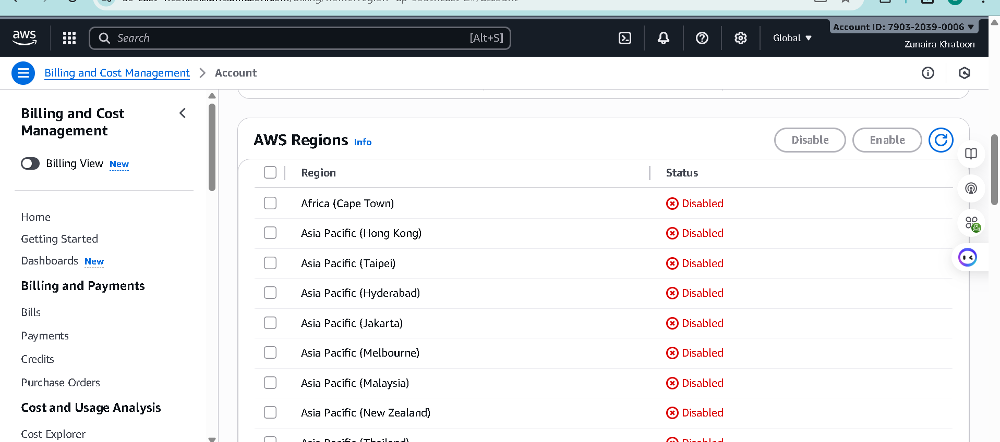 aws
Search
[Alt+S]
Global
Account ID: 7903-2039-0006
Zunaira Khatoon
Billing and Cost Management
Account
Billing and Cost
Management
Billing View New
Home
Getting Started
Dashboards New
Billing and Payments
Bills
Payments
Credits
Purchase Orders
Cost and Usage Analysis
Cost Explorer
AWS Regions Info
Disable
Enable
Region
Status
Africa (Cape Town)
Disabled
Asia Pacific (Hong Kong)
Disabled
Asia Pacific (Taipei)
Disabled
Asia Pacific (Hyderabad)
Disabled
Asia Pacific (Jakarta)
Disabled
Asia Pacific (Melbourne)
Disabled
Asia Pacific (Malaysia)
Disabled
Asia Pacific (New Zealand)
Disabled
Asia Pacific (Thailand)
Disabled